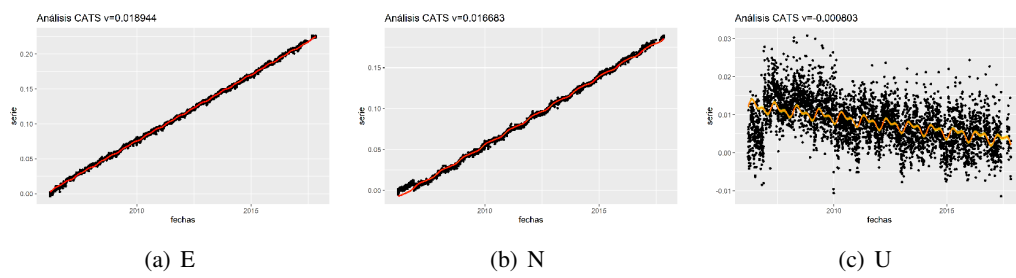 Análisis CATS v=0.018944
0.20
0.15
0.10
0.05
0.00
serie
2010
2015
fechas
(a) E
Análisis CATS v=0.016683
0.15
0.10
0.05
0.00
serie
2010
2015
fechas
(b) N
Análisis CATS v=-0.000803
0.03
0.02
0.01
0.00
-0.01
serie
2010
2015
fechas
(c) U